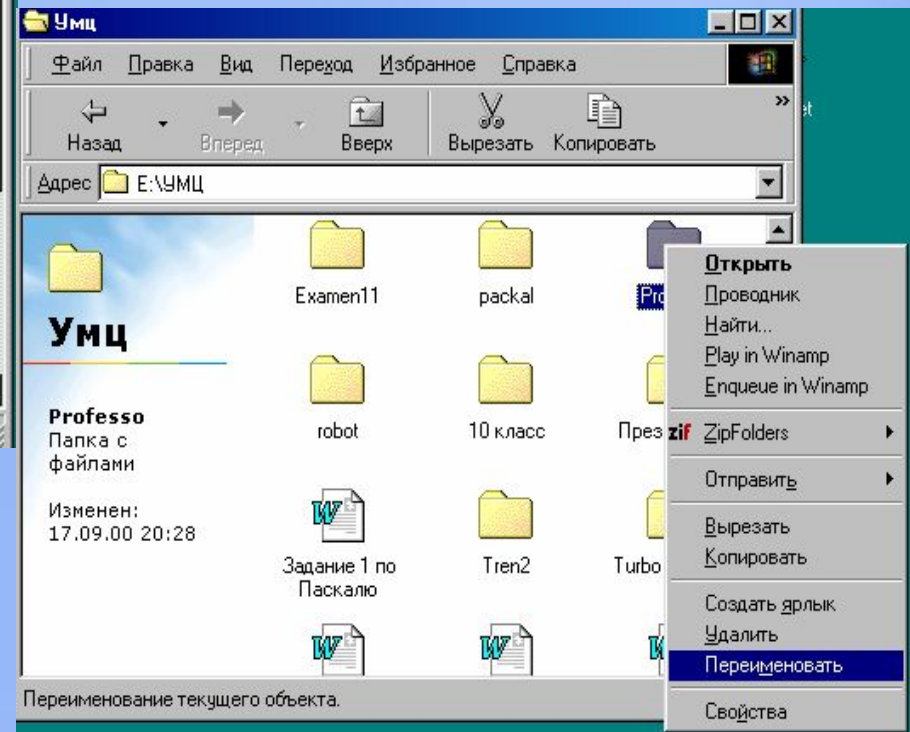 Умц
Файл Правка Вид Переход Избранное Справка
Назад Вперед Вверх Вырезать Копировать »
Адрес E:\УМЦ
Умц
Professo
Папка с
файлами
Изменен:
17.09.00 20:28
Examen11 packal
robot 10 класс
Задание 1 по
Паскалю
Tren2 Turbo
Открыть
Проводник
Найти...
Play in Winamp
Enqueue in Winamp
zif ZipFolders
Отправить
Вырезать
Копировать
Создать ярлык
Удалить
Переименовать
Свойства
Переименование текущего объекта.